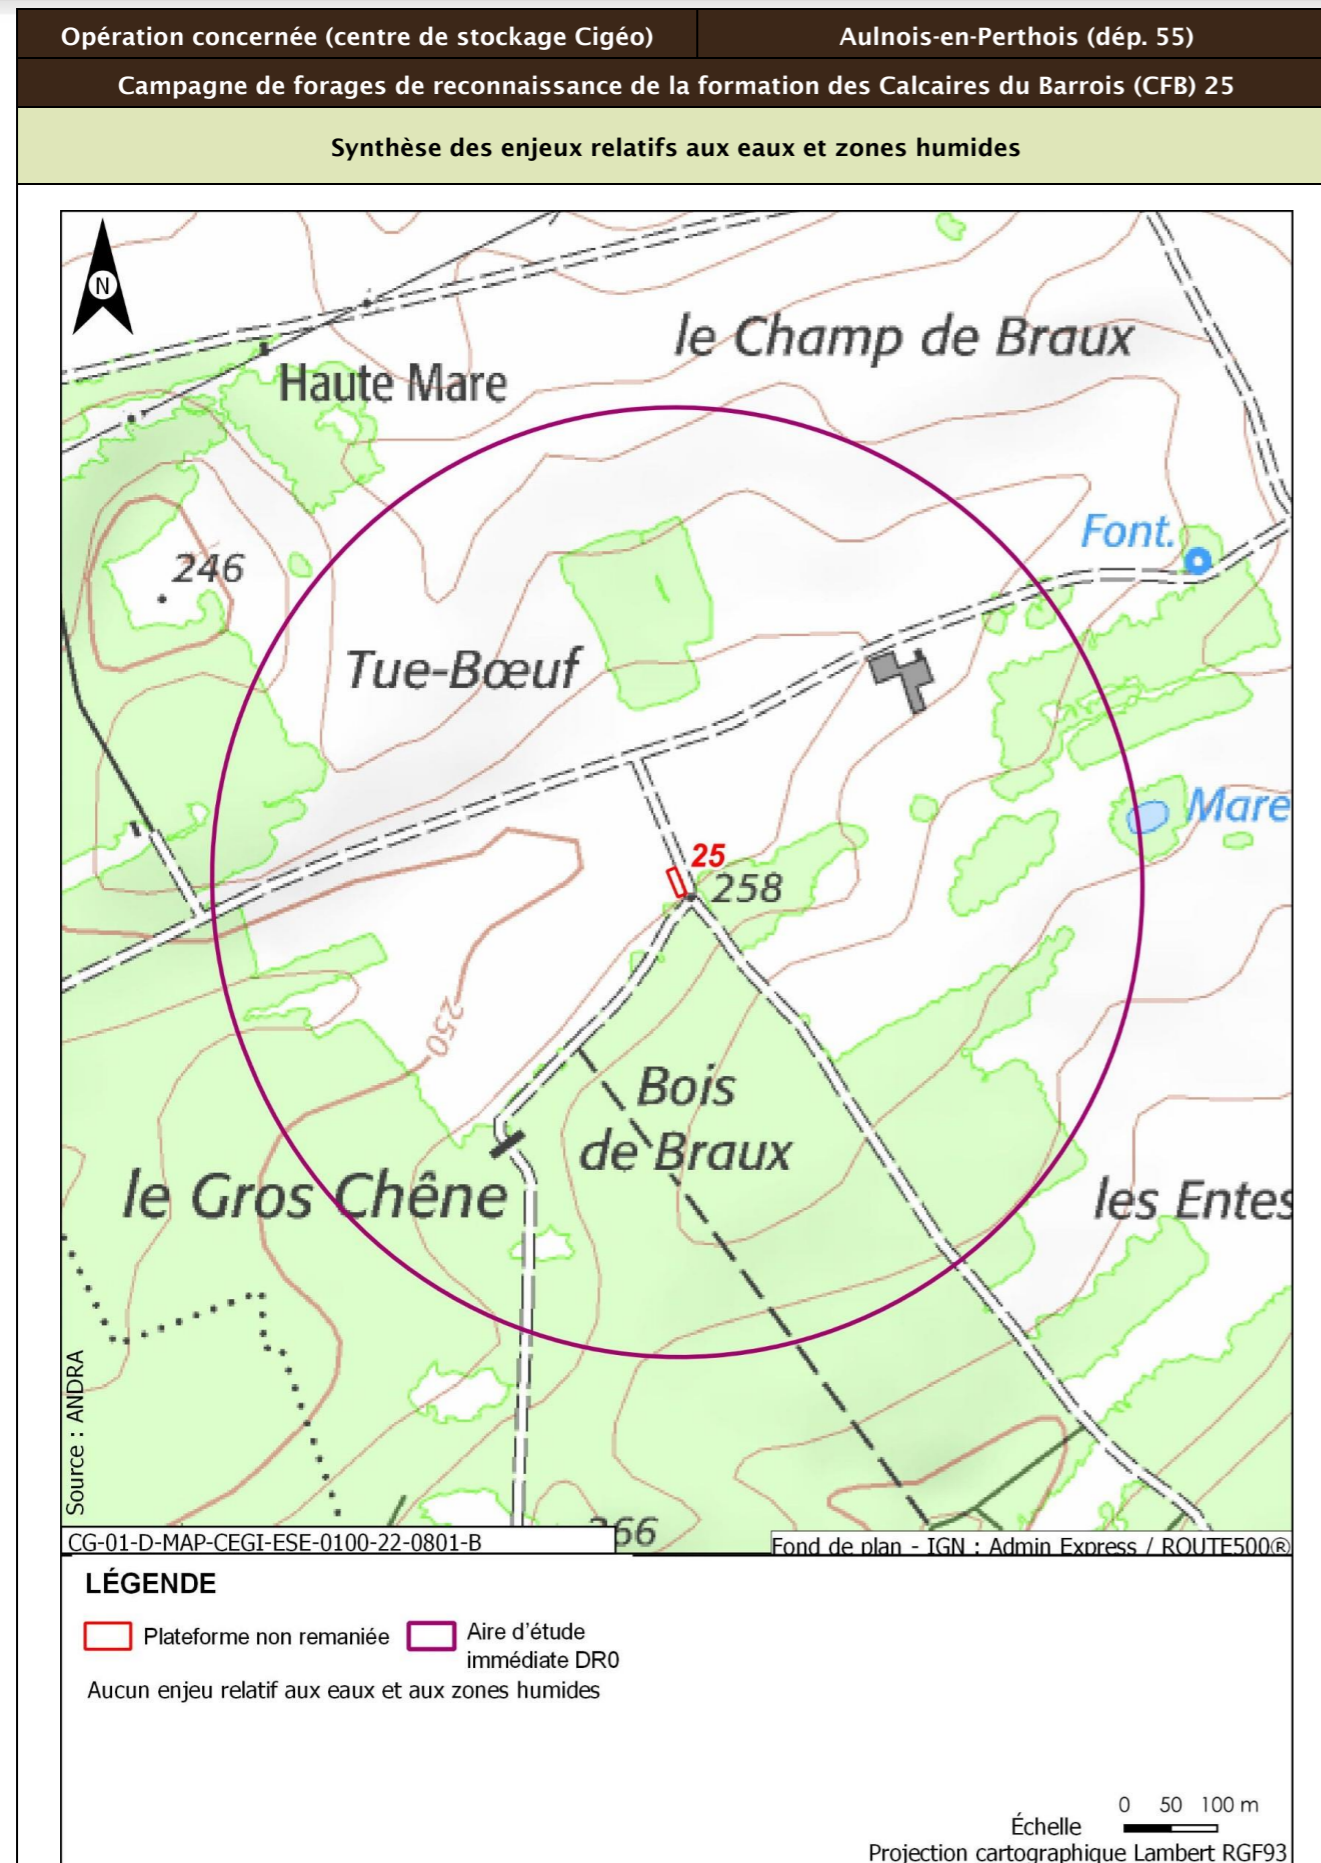 Opération concernée (centre de stockage Cigéo)
Aulnois-en-Perthois (dép. 55)
Campagne de forages de reconnaissance de la formation des Calcaires du Barrois (CFB) 25
Synthèse des enjeux relatifs aux eaux et zones humides
N
le Champ de Braux
Haute Mare
Font.
246
Tue-Bœuf
Mare
25
258
250
Bois
de Braux
le Gros Chêne
les Entes
Source : ANDRA
CG-01-D-MAP-CEGI-ESE-0100-22-0801-B
Fond de plan - IGN : Admin Express / ROUTE500®
LÉGENDE
Plateforme non remaniée
Aire d'étude
immédiate DR0
Aucun enjeu relatif aux eaux et aux zones humides
0 50 100 m
Échelle
Projection cartographique Lambert RGF93